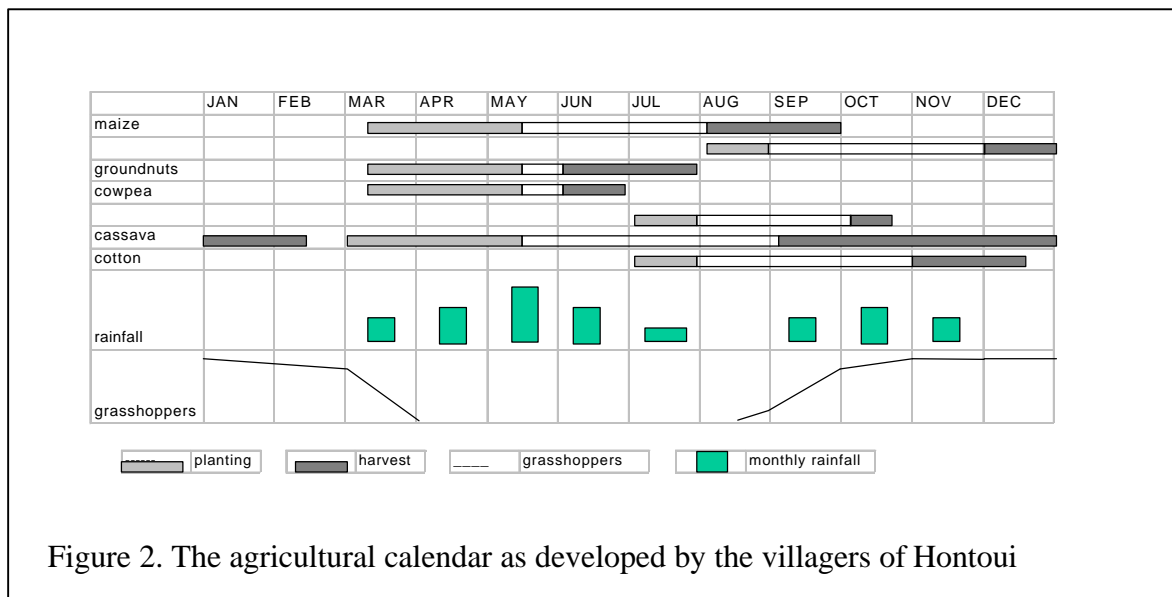 JAN FEB MAR APR MAY JUN JUL AUG SEP OCT NOV DEC
maize
groundnuts
cowpea
cassava
cotton
rainfall
grasshoppers
planting harvest grasshoppers monthly rainfall
Figure 2. The agricultural calendar as developed by the villagers of Hontoui